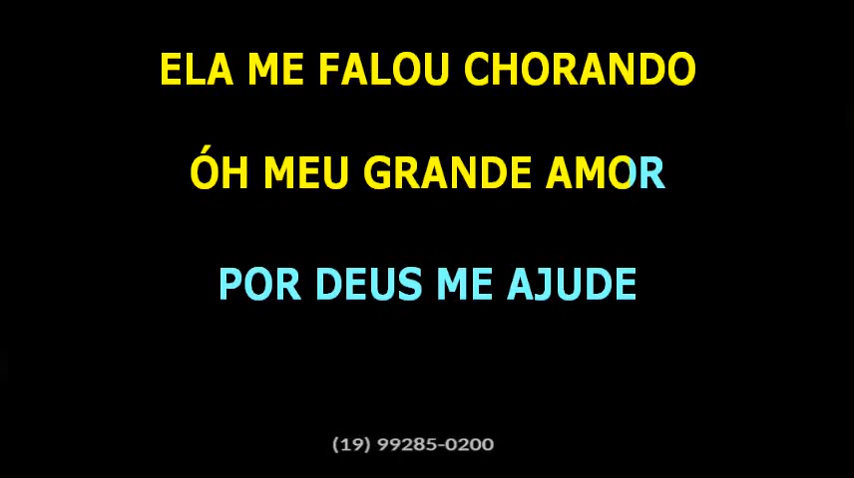 ELA ME FALOU CHORANDO
ÓH MEU GRANDE AMOR
POR DEUS ME AJUDE
(19) 99285-0200